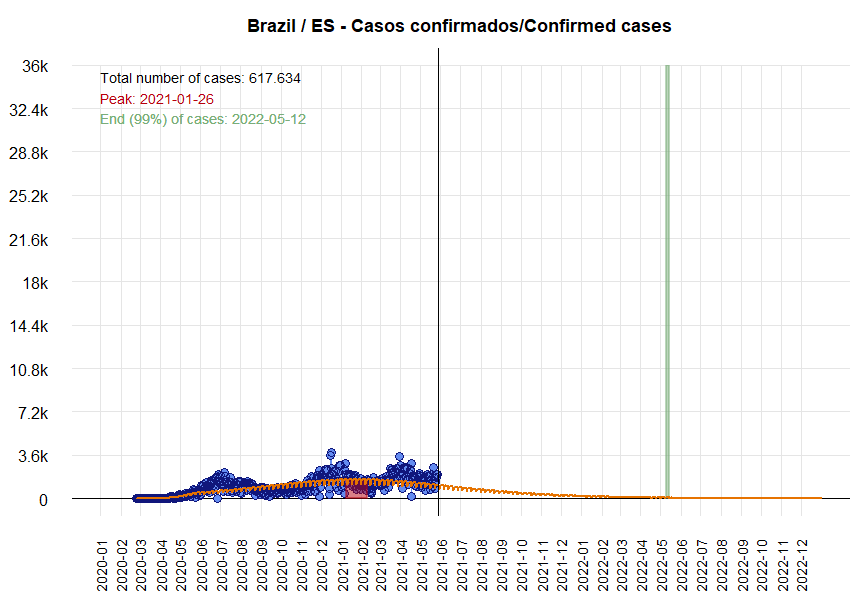 Brazil / ES - Casos confirmados/Confirmed cases
Total number of cases: 617.634
Peak: 2021-01-26
End (99%) of cases: 2022-05-12
36k
32.4k
28.8k
25.2k
21.6k
18k
14.4k
10.8k
7.2k
3.6k
0
2020-01
2020-02
2020-03
2020-04
2020-05
2020-06
2020-07
2020-08
2020-09
2020-10
2020-11
2020-12
2021-01
2021-02
2021-03
2021-04
2021-05
2021-06
2021-07
2021-08
2021-09
2021-10
2021-11
2021-12
2022-01
2022-02
2022-03
2022-04
2022-05
2022-06
2022-07
2022-08
2022-09
2022-10
2022-11
2022-12